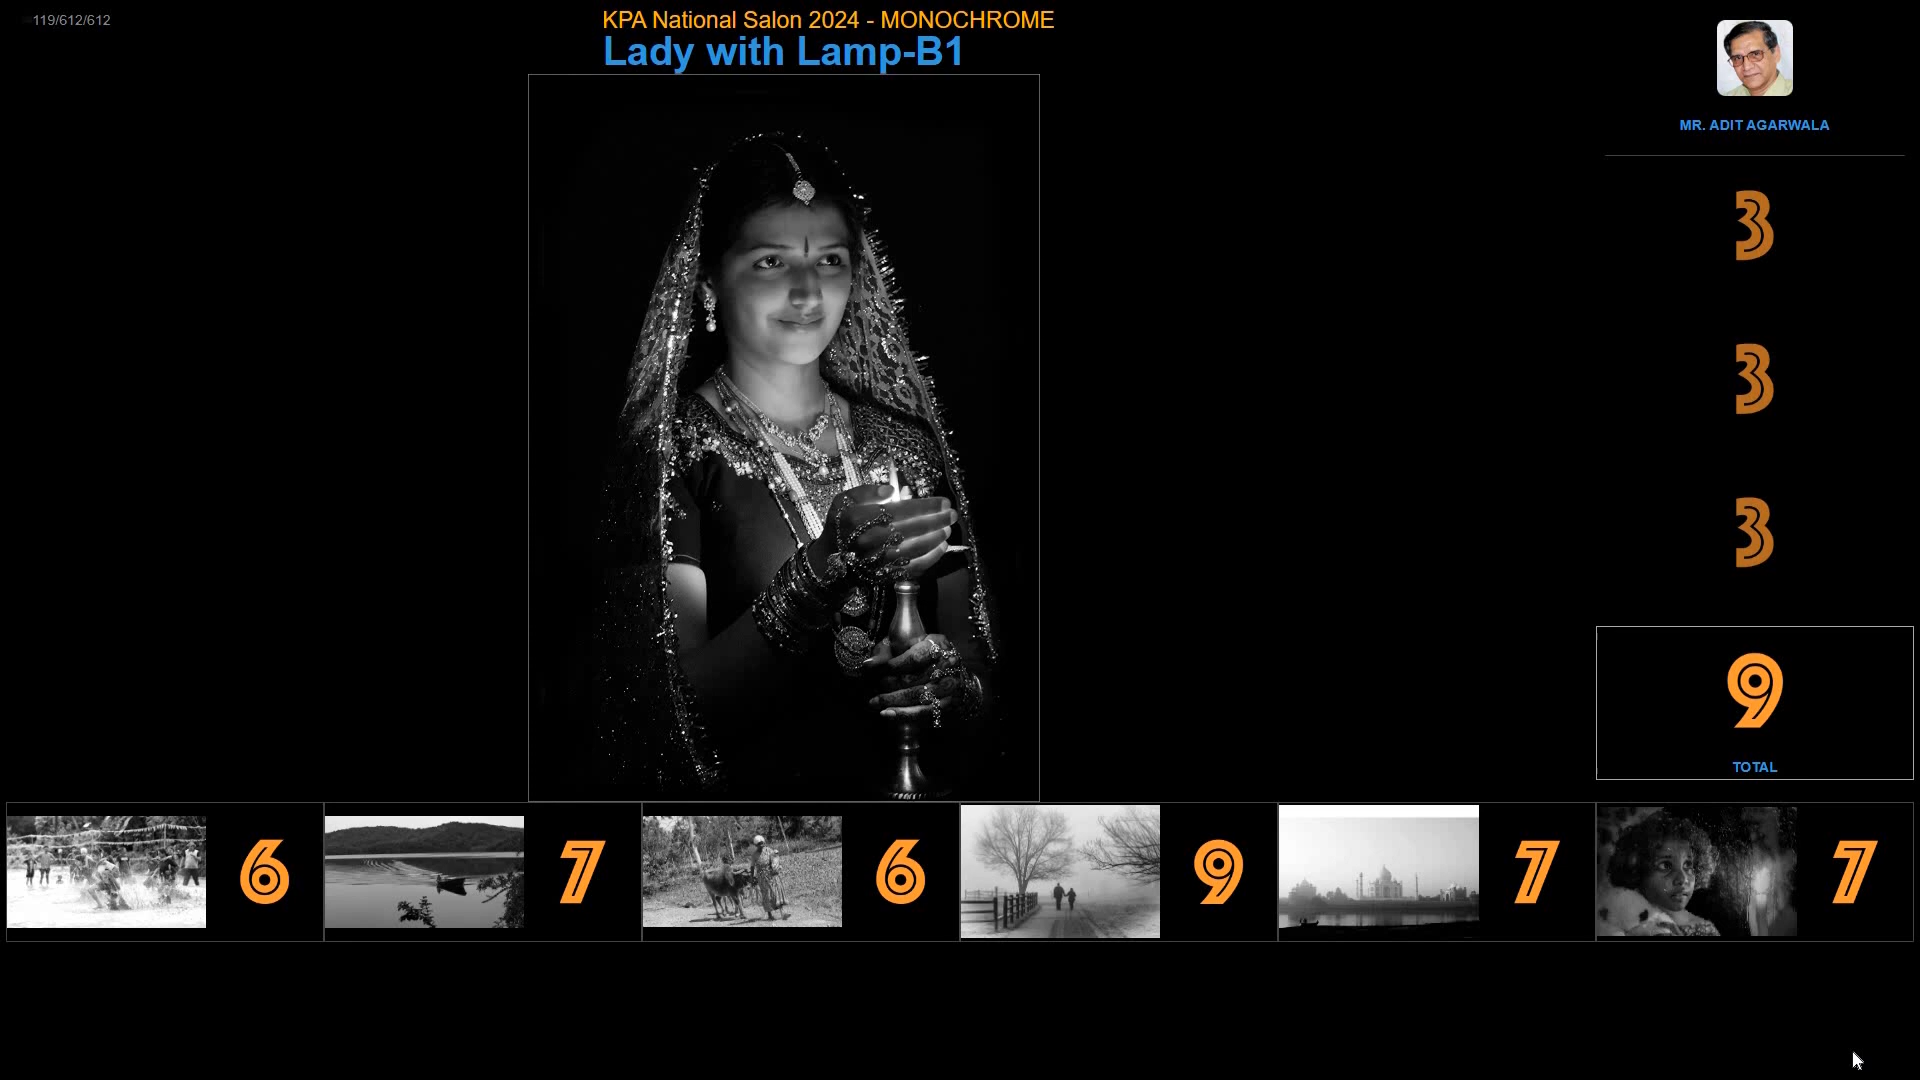 119/612/612
KPA National Salon 2024 - MONOCHROME
Lady with Lamp-B1
MR. ADIT AGARWALA
3
3
3
9
TOTAL
6
7
6
9
7
7